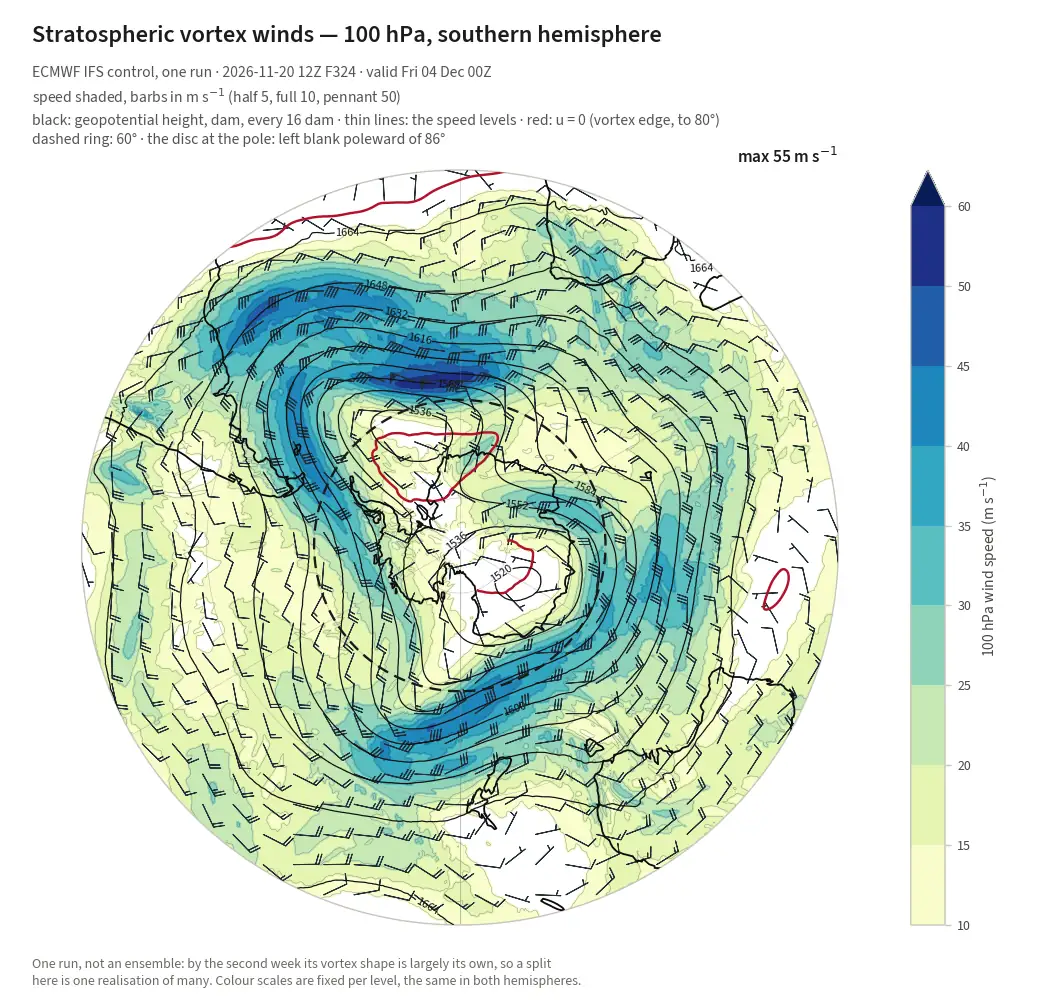 Stratospheric vortex winds — 100 hPa, southern hemisphere
ECMWF IFS control, one run · 2026-11-20 12Z F324 · valid Fri 04 Dec 00Z
speed shaded, barbs in m s⁻¹ (half 5, full 10, pennant 50)
black: geopotential height, dam, every 16 dam · thin lines: the speed levels · red: u = 0 (vortex edge, to 80°)
dashed ring: 60° · the disc at the pole: left blank poleward of 86°
max 55 m s⁻¹
1664
1664
1648
1632
1616
1536
1584
1552
1536
1520
1664
60
50
45
40
35
30
25
20
15
10
100 hPa wind speed (m s⁻¹)
One run, not an ensemble: by the second week its vortex shape is largely its own, so a split
here is one realisation of many. Colour scales are fixed per level, the same in both hemispheres.